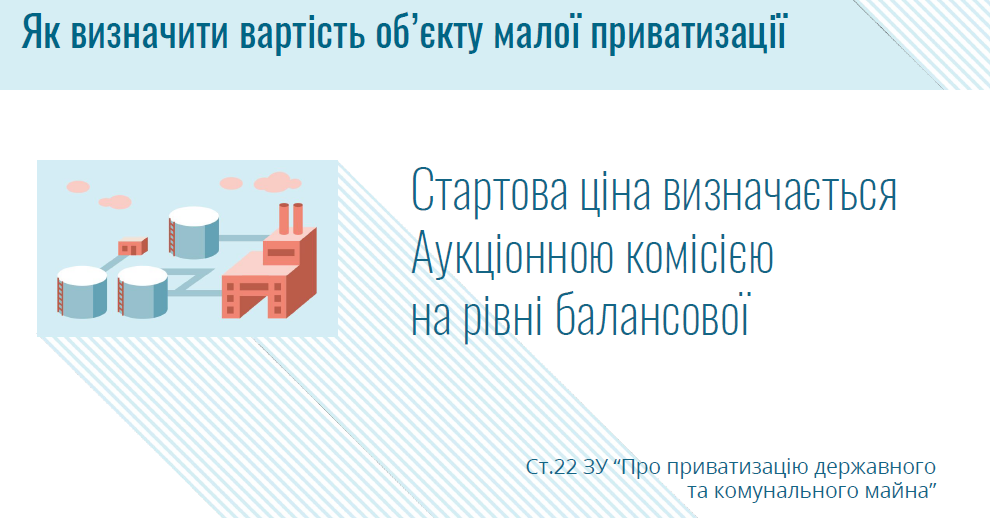 Як визначити вартість об’єкту малої приватизації
Стартова ціна визначається
Аукціонною комісією
на рівні балансової
Ст.22 ЗУ “Про приватизацію державного
та комунального майна”